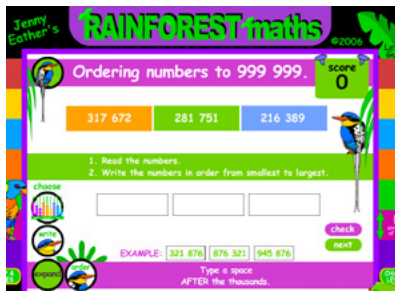 Jenny Eather's
RAINFOREST maths
©2006
Ordering numbers to 999 999.
score
0
317 672 281 751 216 389
1. Read the numbers.
2. Write the numbers in order from smallest to largest.
choose
write
check
next
EXAMPLE: 321 876 876 321 945 876
expand
order
Type a space
AFTER the thousands.